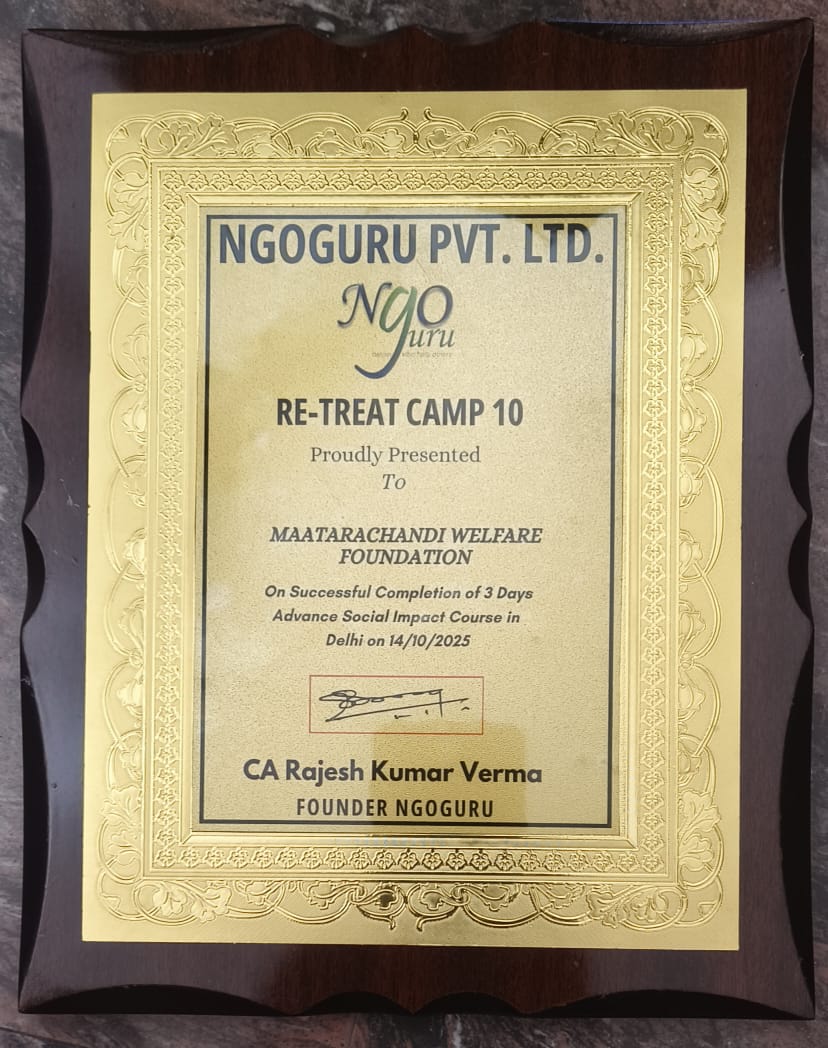 NGOGURU PVT. LTD.
NgO
guru
RE-TREAT CAMP 10
Proudly Presented
To
MAATARACHANDI WELFARE
FOUNDATION
On Successful Completion of 3 Days
Advance Social Impact Course in
Delhi on 14/10/2025
CA Rajesh Kumar Verma
FOUNDER NGOGURU